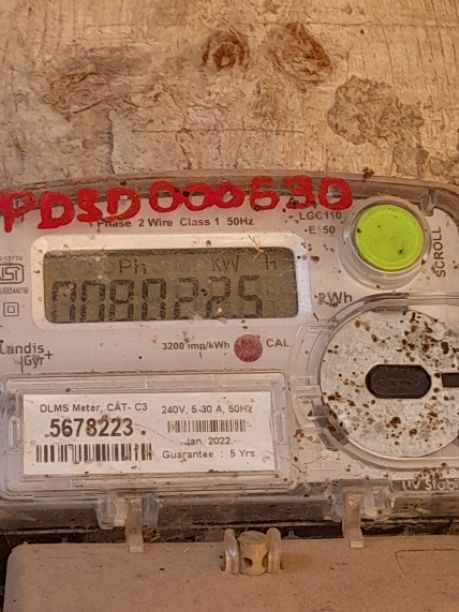 PDSD000630
1 Phase 2 Wire Class 1 50Hz
LGC110
-E 50
SCROLL
Ph KW h
0080225
kWh
Landis
Gyr+
3200 imp/kWh
CAL
DLMS Meter, CAT- C3
5678223
240V, 5-30 A, 50Hz
Jan, 2022
Guarantee : 5 Yrs.